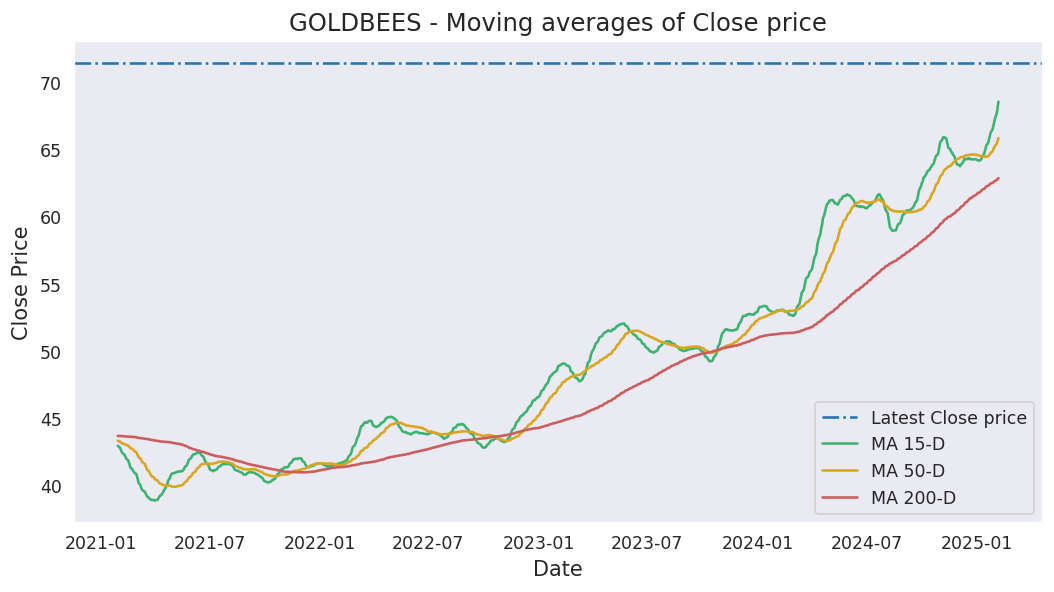 GOLDBEES - Moving averages of Close price
Close Price
70
65
60
55
50
45
40
Latest Close price
MA 15-D
MA 50-D
MA 200-D
2021-01 2021-07 2022-01 2022-07 2023-01 2023-07 2024-01 2024-07 2025-01
Date